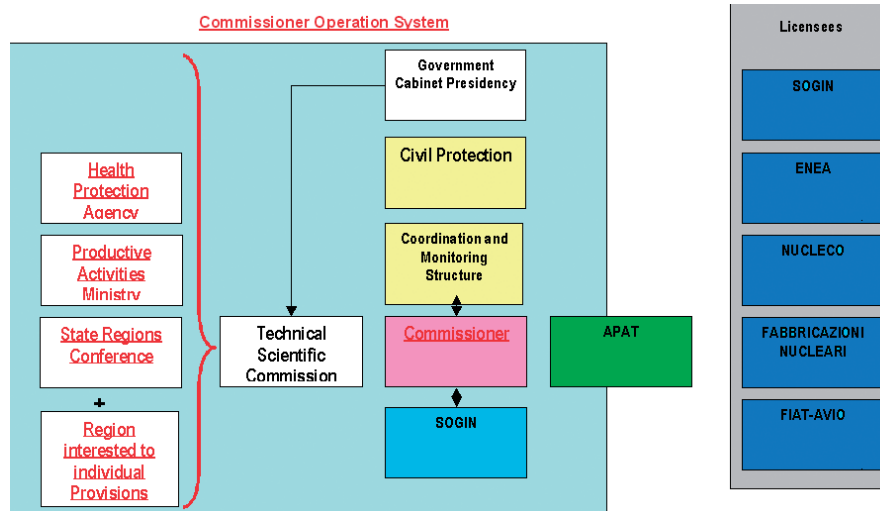 Commissioner Operation System
Government
Cabinet Presidency
Civil Protection
Coordination and
Monitoring
Structure
Health
Protection
Agency
Productive
Activities
Ministry
State Regions
Conference
+
Region
interested to
individual
Provisions
Technical
Scientific
Commission
Commissioner
APAT
SOGIN
Licensees
SOGIN
ENEA
NUCLECO
FABBRICAZIONI
NUCLEARI
FIAT-AVIO